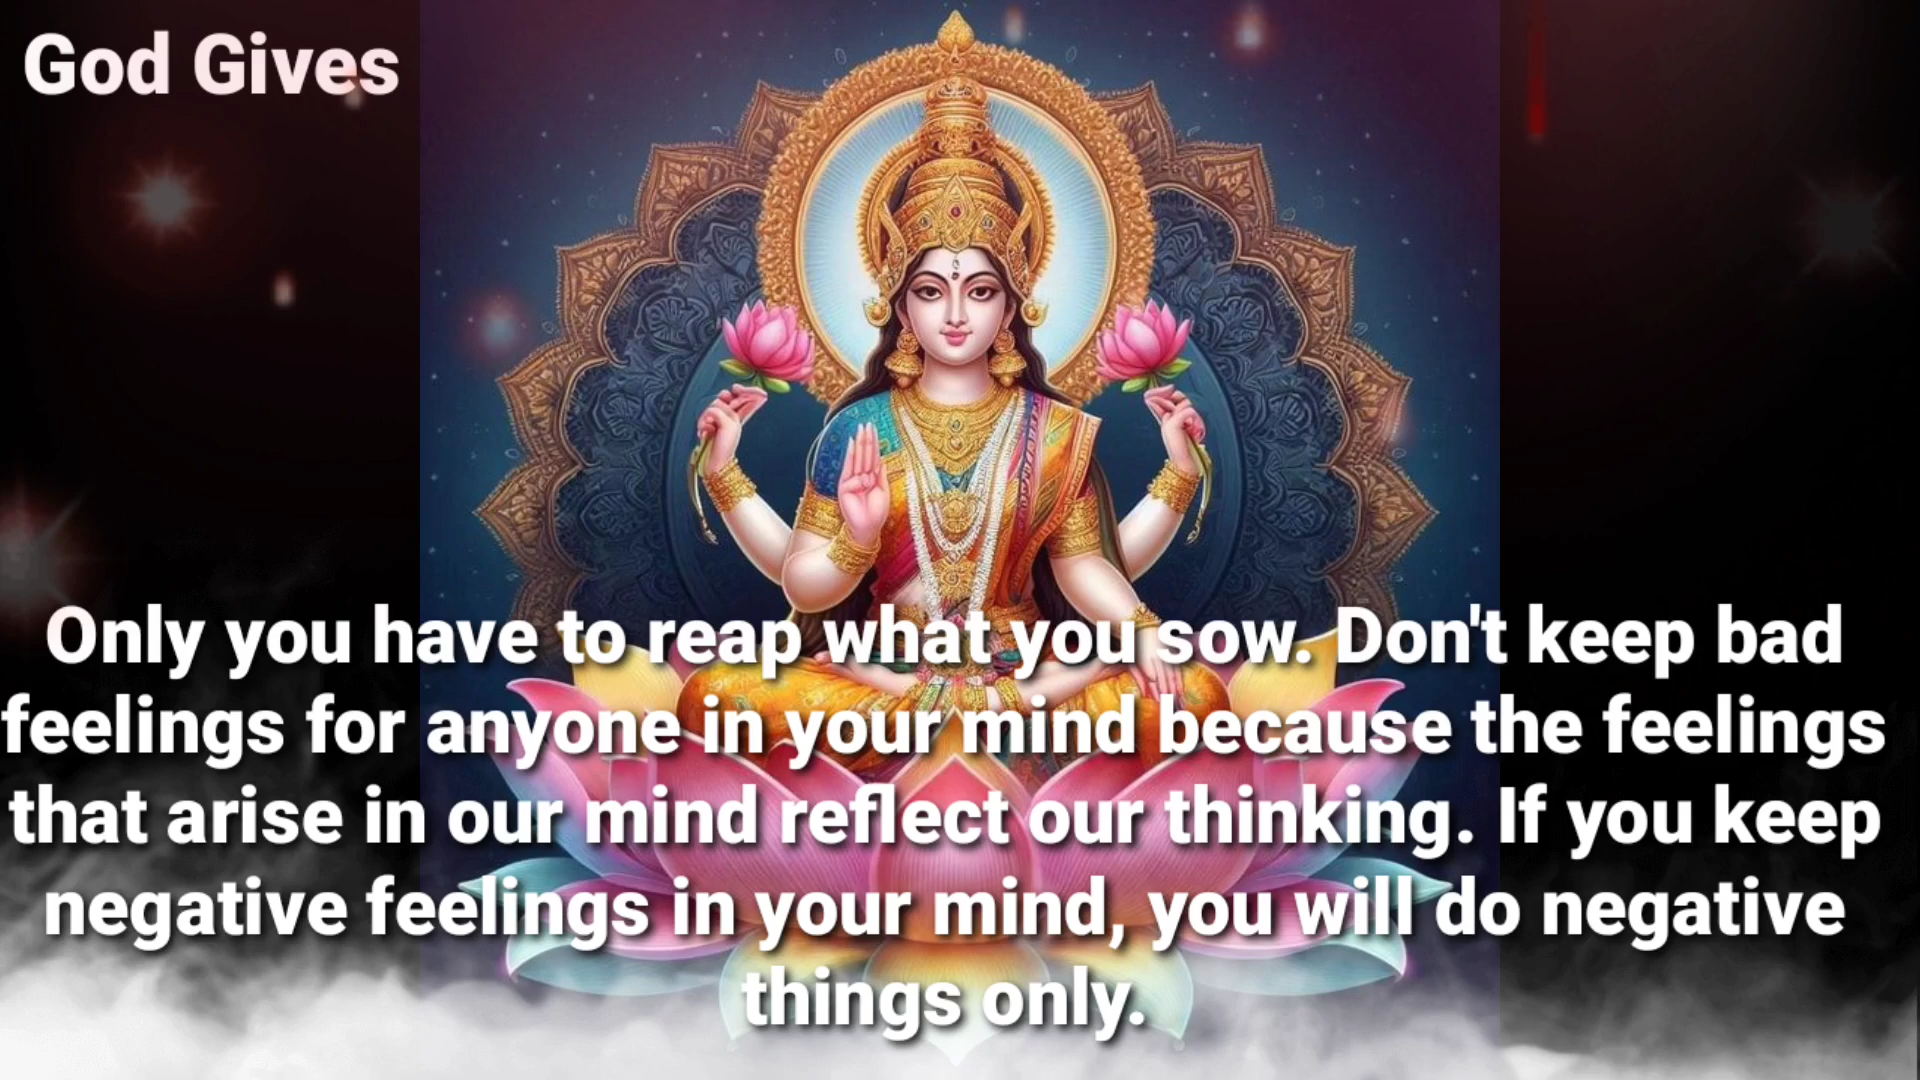 God Gives
Only you have to reap what you sow. Don't keep bad
feelings for anyone in your mind because the feelings
that arise in our mind reflect our thinking. If you keep
negative feelings in your mind, you will do negative
things only.